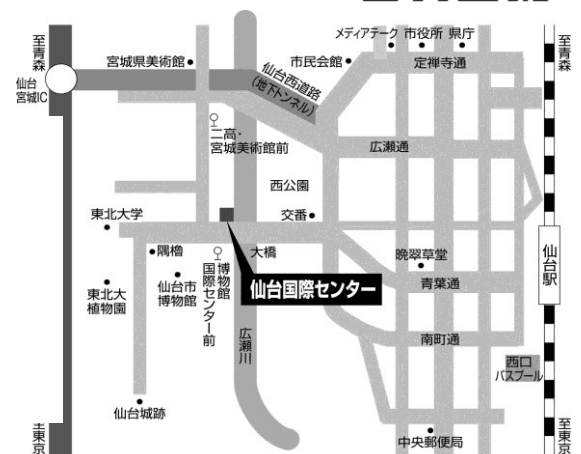 メディアテーク
市役所
県庁
至青森
至青森
宮城県美術館
市民会館
定禅寺通
仙台西道路
(地下トンネル)
仙台
宮城IC
二高・
宮城美術館前
広瀬通
西公園
東北大学
交番
隅櫓
大橋
晩翠草堂
仙台駅
東北大
植物園
仙台市
博物館
博物館
国際センター前
仙台国際センター
青葉通
広瀬川
南町通
西口
バスプール
仙台城跡
中央郵便局
至東京
至東京